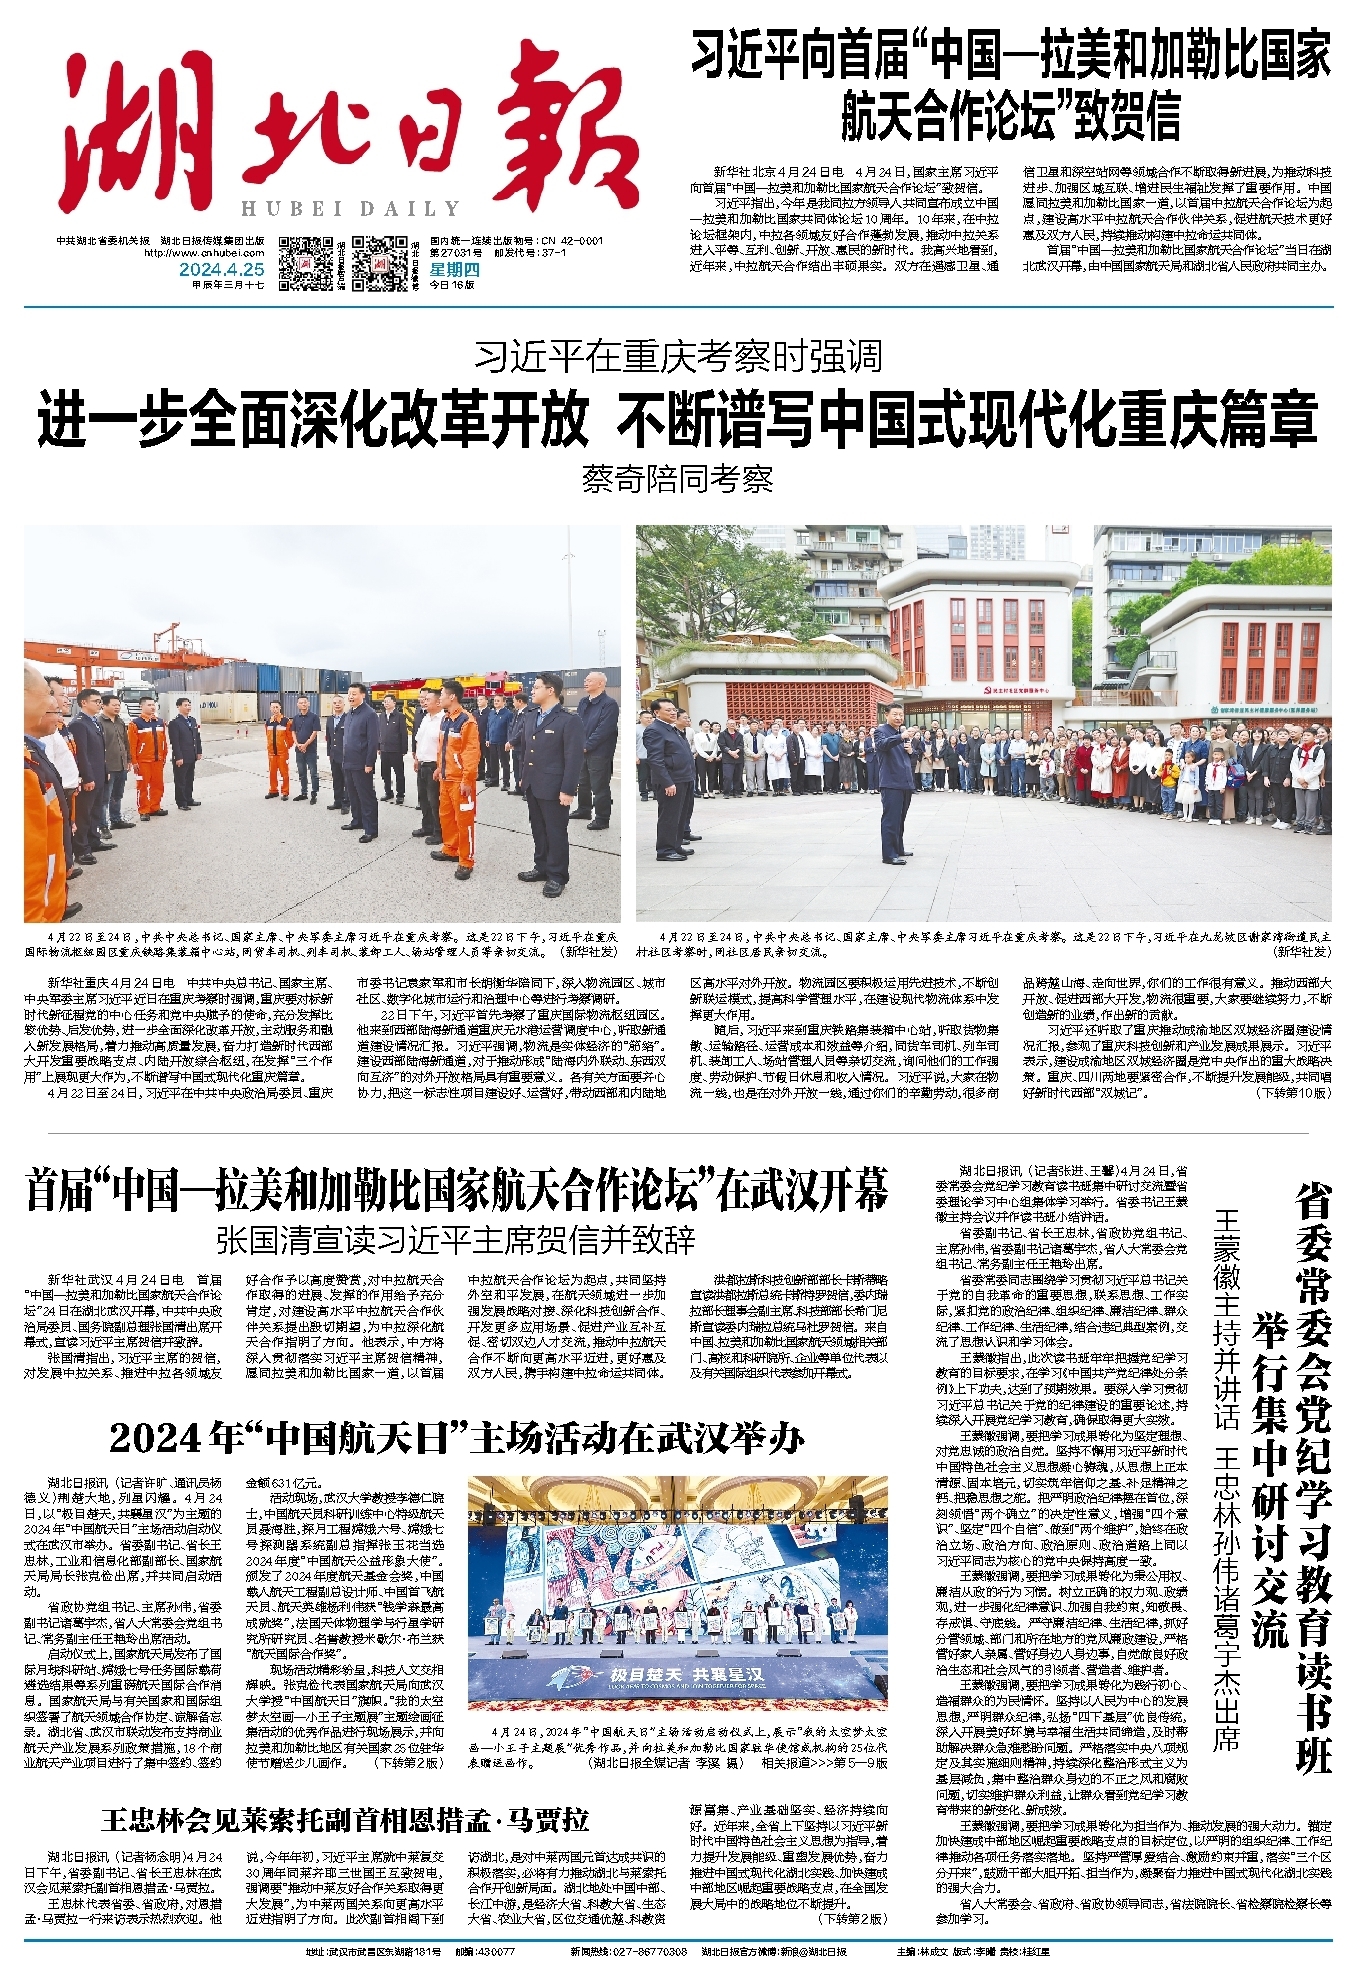 湖北日報
HUBEI DAILY
中共湖北省委机关报　湖北日报传媒集团出版
http://www.cnhubei.com
2024.4.25
甲辰年三月十七
国内统一连续出版物号：CN 42-0001
第27031号　邮发代号：37-1
星期四
今日16版
习近平向首届“中国—拉美和加勒比国家
航天合作论坛”致贺信
新华社北京4月24日电　4月24日，国家主席习近平
向首届“中国—拉美和加勒比国家航天合作论坛”致贺信。
习近平指出，今年是我同拉方领导人共同宣布成立中国
—拉美和加勒比国家共同体论坛10周年。10年来，在中拉
论坛框架内，中拉各领域友好合作蓬勃发展，推动中拉关系
进入平等、互利、创新、开放、惠民的新时代。我高兴地看到，
近年来，中拉航天合作结出丰硕果实。双方在遥感卫星、通
信卫星和深空站网等领域合作不断取得新进展，为推动科技
进步、加强区域互联、增进民生福祉发挥了重要作用。中国
愿同拉美和加勒比国家一道，以首届中拉航天合作论坛为起
点，建设高水平中拉航天合作伙伴关系，促进航天技术更好
惠及双方人民，持续推动构建中拉命运共同体。
首届“中国—拉美和加勒比国家航天合作论坛”当日在湖
北武汉开幕，由中国国家航天局和湖北省人民政府共同主办。
习近平在重庆考察时强调
进一步全面深化改革开放 不断谱写中国式现代化重庆篇章
蔡奇陪同考察
4月22日至24日，中共中央总书记、国家主席、中央军委主席习近平在重庆考察。这是22日下午，习近平在重庆
国际物流枢纽园区重庆铁路集装箱中心站，同货车司机、列车司机、装卸工人、场站管理人员等亲切交流。（新华社发）
4月22日至24日，中共中央总书记、国家主席、中央军委主席习近平在重庆考察。这是22日下午，习近平在九龙坡区谢家湾街道民主
村社区考察时，同社区居民亲切交流。（新华社发）
新华社重庆4月24日电　中共中央总书记、国家主席、
中央军委主席习近平近日在重庆考察时强调，重庆要对标新
时代新征程党的中心任务和党中央赋予的使命，充分发挥比
较优势、后发优势，进一步全面深化改革开放，主动服务和融
入新发展格局，着力推动高质量发展，奋力打造新时代西部
大开发重要战略支点、内陆开放综合枢纽，在发挥“三个作
用”上展现更大作为，不断谱写中国式现代化重庆篇章。
4月22日至24日，习近平在中共中央政治局委员、重庆
市委书记袁家军和市长胡衡华陪同下，深入物流园区、城市
社区、数字化城市运行和治理中心等进行考察调研。
22日下午，习近平首先考察了重庆国际物流枢纽园区。
他来到西部陆海新通道重庆无水港运营调度中心，听取新通
道建设情况汇报。习近平强调，物流是实体经济的“筋络”。
建设西部陆海新通道，对于推动形成“陆海内外联动、东西双
向互济”的对外开放格局具有重要意义。各有关方面要齐心
协力，把这一标志性项目建设好、运营好，带动西部和内陆地
区高水平对外开放。物流园区要积极运用先进技术，不断创
新联运模式，提高科学管理水平，在建设现代物流体系中发
挥更大作用。
随后，习近平来到重庆铁路集装箱中心站，听取货物集
散、运输路径、运营成本和效益等介绍，同货车司机、列车司
机、装卸工人、场站管理人员等亲切交流，询问他们的工作强
度、劳动保护、节假日休息和收入情况。习近平说，大家在物
流一线，也是在对外开放一线，通过你们的辛勤劳动，很多商
品跨越山海、走向世界，你们的工作很有意义。推动西部大
开放、促进西部大开发，物流很重要，大家要继续努力，不断
创造新的业绩，作出新的贡献。
习近平还听取了重庆推动成渝地区双城经济圈建设情
况汇报，参观了重庆科技创新和产业发展成果展示。习近平
表示，建设成渝地区双城经济圈是党中央作出的重大战略决
策。重庆、四川两地要紧密合作，不断提升发展能级，共同唱
好新时代西部“双城记”。（下转第10版）
首届“中国—拉美和加勒比国家航天合作论坛”在武汉开幕
张国清宣读习近平主席贺信并致辞
新华社武汉4月24日电　首届
“中国—拉美和加勒比国家航天合作论
坛”24日在湖北武汉开幕，中共中央政
治局委员、国务院副总理张国清出席开
幕式，宣读习近平主席贺信并致辞。
张国清指出，习近平主席的贺信，
对发展中拉关系、推进中拉各领域友
好合作予以高度赞赏，对中拉航天合
作取得的进展、发挥的作用给予充分
肯定，对建设高水平中拉航天合作伙
伴关系提出殷切期望，为中拉深化航
天合作指明了方向。他表示，中方将
深入贯彻落实习近平主席贺信精神，
愿同拉美和加勒比国家一道，以首届
中拉航天合作论坛为起点，共同坚持
外空和平发展，在航天领域进一步加
强发展战略对接、深化科技创新合作、
开发更多应用场景、促进产业互补互
促、密切双边人才交流，推动中拉航天
合作不断向更高水平迈进，更好惠及
双方人民，携手构建中拉命运共同体。
洪都拉斯科技创新部部长卡斯蒂略
宣读洪都拉斯总统卡斯特罗贺信，委内瑞
拉部长理事会副主席、科技部部长希门尼
斯宣读委内瑞拉总统马杜罗贺信。来自
中国、拉美和加勒比国家航天领域相关部
门、高校和科研院所、企业等单位代表以
及有关国际组织代表参加开幕式。
2024年“中国航天日”主场活动在武汉举办
湖北日报讯（记者许旷、通讯员杨
德义）荆楚大地，列星闪耀。4月24
日，以“极目楚天，共襄星汉”为主题的
2024年“中国航天日”主场活动启动仪
式在武汉市举办。省委副书记、省长王
忠林，工业和信息化部副部长、国家航
天局局长张克俭出席，并共同启动活
动。
省政协党组书记、主席孙伟，省委
副书记诸葛宇杰，省人大常委会党组书
记、常务副主任王艳玲出席活动。
启动仪式上，国家航天局发布了国
际月球科研站、嫦娥七号任务国际载荷
遴选结果等系列重磅航天国际合作消
息。国家航天局与有关国家和国际组
织签署了航天领域合作协定、谅解备忘
录。湖北省、武汉市联动发布支持商业
航天产业发展系列政策措施，18个商
业航天产业项目进行了集中签约、签约
金额631亿元。
活动现场，武汉大学教授李德仁院
士，中国航天员科研训练中心特级航天
员聂海胜，探月工程嫦娥六号、嫦娥七
号探测器系统副总指挥张玉花当选
2024年度“中国航天公益形象大使”。
颁发了2024年度航天基金会奖，中国
载人航天工程副总设计师、中国首飞航
天员、航天英雄杨利伟获“钱学森最高
成就奖”，法国天体物理学与行星学研
究所研究员、名誉教授米歇尔·布兰获
“航天国际合作奖”。
现场活动精彩纷呈，科技人文交相
辉映。张克俭代表国家航天局向武汉
大学授“中国航天日”旗帜。“我的太空
梦太空画—小王子主题展”主题绘画征
集活动的优秀作品进行现场展示，并向
拉美和加勒比地区有关国家25位驻华
使节赠送少儿画作。（下转第2版）
极目楚天 共襄星汉
4月24日，2024年“中国航天日”主场活动启动仪式上，展示“我的太空梦太空
画—小王子主题展”优秀作品，并向拉美和加勒比国家驻华使馆或机构的25位代
表赠送画作。（湖北日报全媒记者 李溪 摄）　相关报道>>>第5—9版
王忠林会见莱索托副首相恩措孟·马贾拉
湖北日报讯（记者杨念明）4月24
日下午，省委副书记、省长王忠林在武
汉会见莱索托副首相恩措孟·马贾拉。
王忠林代表省委、省政府，对恩措
孟·马贾拉一行来访表示热烈欢迎。他
说，今年年初，习近平主席就中莱复交
30周年同莱齐耶三世国王互致贺电，
强调要“推动中莱友好合作关系取得更
大发展”，为中莱两国关系向更高水平
迈进指明了方向。此次副首相阁下到
访湖北，是对中莱两国元首达成共识的
积极落实，必将有力推动湖北与莱索托
合作开创新局面。湖北地处中国中部、
长江中游，是经济大省、科教大省、生态
大省、农业大省，区位交通优越、科教资
源富集、产业基础坚实、经济持续向
好。近年来，全省上下坚持以习近平新
时代中国特色社会主义思想为指导，着
力提升发展能级、重塑发展优势，奋力
推进中国式现代化湖北实践、加快建成
中部地区崛起重要战略支点，在全国发
展大局中的战略地位不断提升。
（下转第2版）
省委常委会党纪学习教育读书班
举行集中研讨交流
王蒙徽主持并讲话 王忠林孙伟诸葛宇杰出席
湖北日报讯（记者张进、王馨）4月24日，省
委常委会党纪学习教育读书班集中研讨交流暨省
委理论学习中心组集体学习举行。省委书记王蒙
徽主持会议并作读书班小结讲话。
省委副书记、省长王忠林，省政协党组书记、
主席孙伟，省委副书记诸葛宇杰，省人大常委会党
组书记、常务副主任王艳玲出席。
省委常委同志围绕学习贯彻习近平总书记关
于党的自我革命的重要思想，联系思想、工作实
际，紧扣党的政治纪律、组织纪律、廉洁纪律、群众
纪律、工作纪律、生活纪律，结合违纪典型案例，交
流了思想认识和学习体会。
王蒙徽指出，此次读书班牢牢把握党纪学习
教育的目标要求，在学习《中国共产党纪律处分条
例》上下功夫，达到了预期效果。要深入学习贯彻
习近平总书记关于党的纪律建设的重要论述，持
续深入开展党纪学习教育，确保取得更大实效。
王蒙徽强调，要把学习成果转化为坚定理想、
对党忠诚的政治自觉。坚持不懈用习近平新时代
中国特色社会主义思想凝心铸魂，从思想上正本
清源、固本培元，切实筑牢信仰之基、补足精神之
钙、把稳思想之舵。把严明政治纪律摆在首位，深
刻领悟“两个确立”的决定性意义，增强“四个意
识”、坚定“四个自信”、做到“两个维护”，始终在政
治立场、政治方向、政治原则、政治道路上同以
习近平同志为核心的党中央保持高度一致。
王蒙徽强调，要把学习成果转化为秉公用权、
廉洁从政的行为习惯。树立正确的权力观、政绩
观，进一步强化纪律意识、加强自我约束，知敬畏、
存戒惧、守底线。严守廉洁纪律、生活纪律，抓好
分管领域、部门和所在地方的党风廉政建设，严格
管好家人亲属、管好身边人身边事，自觉做良好政
治生态和社会风气的引领者、营造者、维护者。
王蒙徽强调，要把学习成果转化为践行初心、
造福群众的为民情怀。坚持以人民为中心的发展
思想，严明群众纪律，弘扬“四下基层”优良传统，
深入开展美好环境与幸福生活共同缔造，及时帮
助解决群众急难愁盼问题。严格落实中央八项规
定及其实施细则精神，持续深化整治形式主义为
基层减负，集中整治群众身边的不正之风和腐败
问题，切实维护群众利益，让群众看到党纪学习教
育带来的新变化、新成效。
王蒙徽强调，要把学习成果转化为担当作为、推动发展的强大动力。锚定
加快建成中部地区崛起重要战略支点的目标定位，以严明的组织纪律、工作纪
律推动各项任务落实落地。坚持严管厚爱结合、激励约束并重，落实“三个区
分开来”，鼓励干部大胆开拓、担当作为，凝聚奋力推进中国式现代化湖北实践
的强大合力。
省人大常委会、省政府、省政协领导同志，省法院院长、省检察院检察长等
参加学习。
地址：武汉市武昌区东湖路181号　邮编：430077　新闻热线：027-86770308　湖北日报官方微博：新浪@湖北日报　主编：林成文 版式：李曙 责校：桂红星